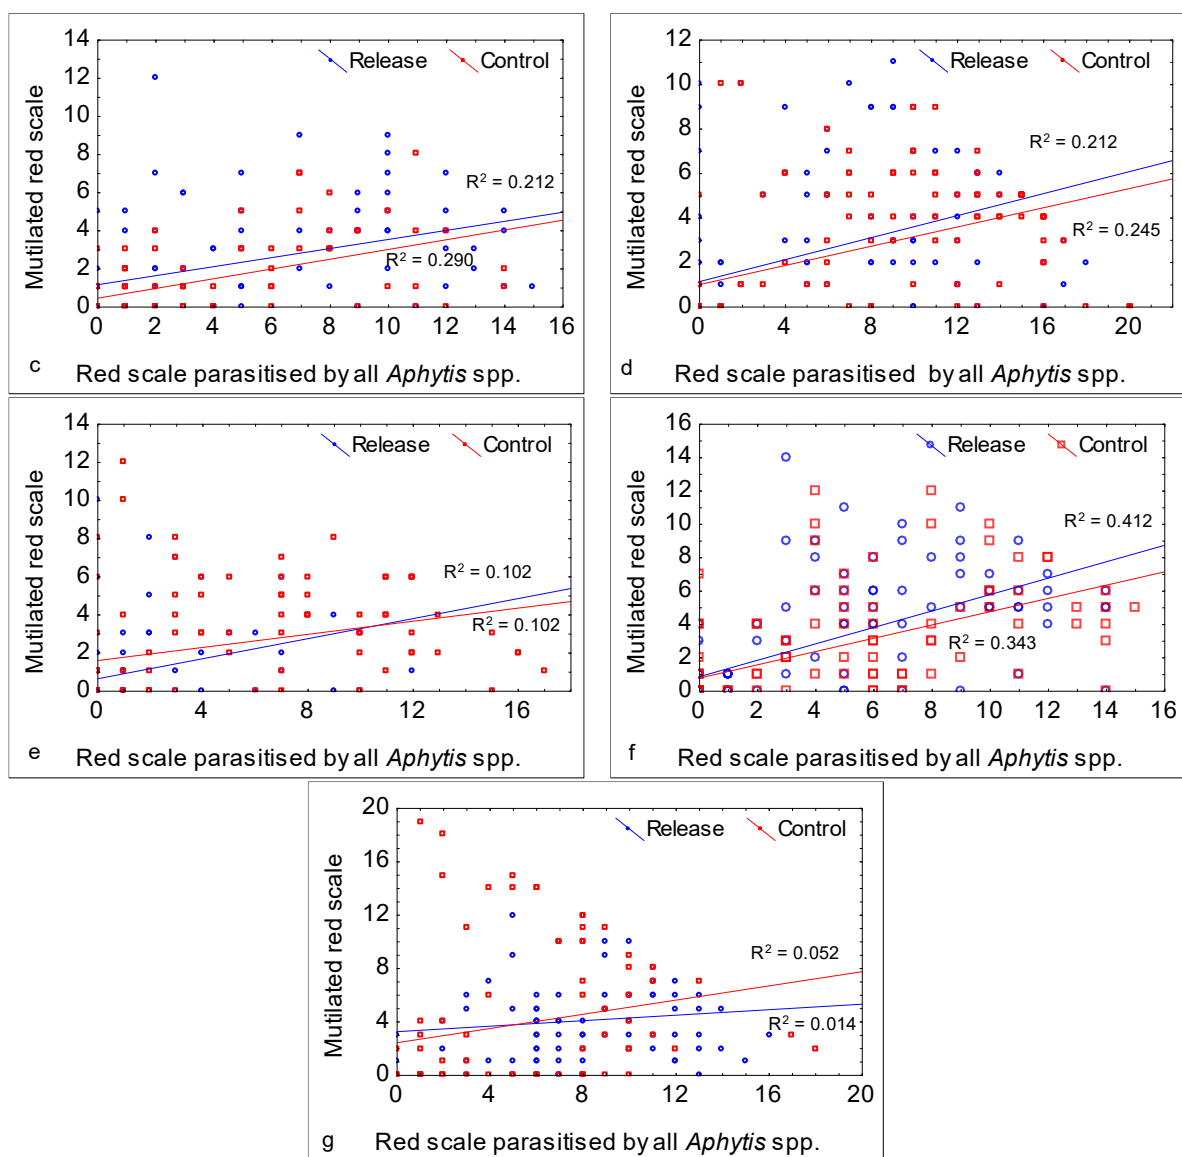 14
12
10
8
6
4
2
0
Mutilated red scale
Release
Control
R² = 0.212
R² = 0.290
0 2 4 6 8 10 12 14 16
c Red scale parasitised by all Aphytis spp.
12
10
8
6
4
2
0
Mutilated red scale
Release
Control
R² = 0.212
R² = 0.245
0 4 8 12 16 20
d Red scale parasitised by all Aphytis spp.
14
12
10
8
6
4
2
0
Mutilated red scale
Release
Control
R² = 0.102
R² = 0.102
0 4 8 12 16
e Red scale parasitised by all Aphytis spp.
16
14
12
10
8
6
4
2
0
Mutilated red scale
Release
Control
R² = 0.412
R² = 0.343
0 2 4 6 8 10 12 14 16
f Red scale parasitised by all Aphytis spp.
20
16
12
8
4
0
Mutilated red scale
Release
Control
R² = 0.052
R² = 0.014
0 4 8 12 16 20
g Red scale parasitised by all Aphytis spp.